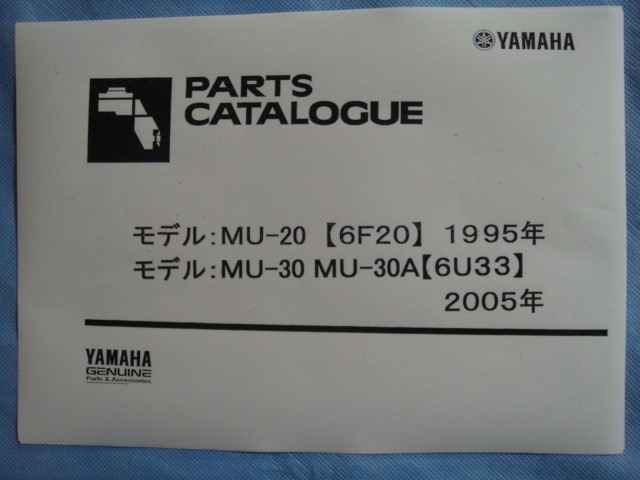 YAMAHA
PARTS
CATALOGUE
モデル:MU-20 【6F20】 1995年
モデル:MU-30 MU-30A【6U33】
2005年
YAMAHA
GENUINE
Parts & Accessories